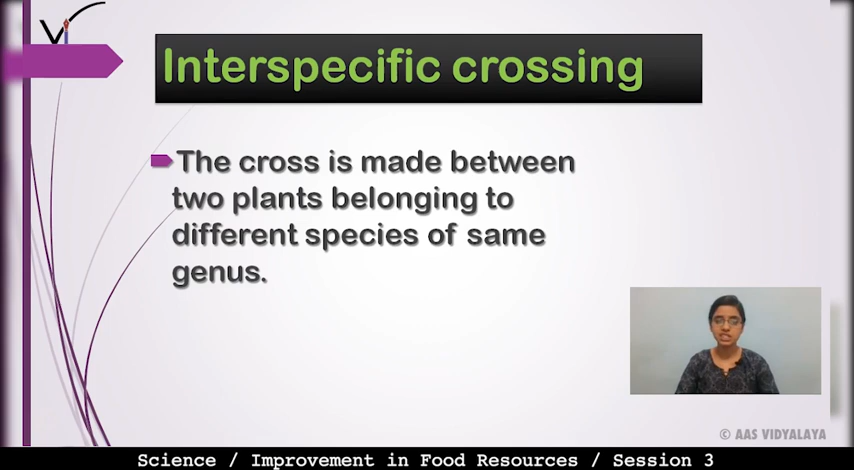 Vi
Interspecific crossing
The cross is made between
two plants belonging to
different species of same
genus.
© AAS VIDYALAYA
Science / Improvement in Food Resources / Session 3